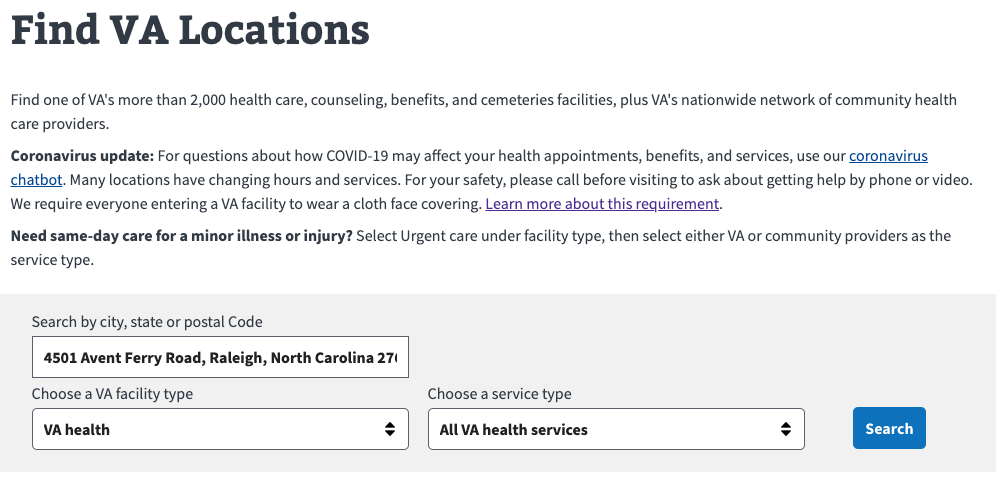 Find VA Locations
Find one of VA's more than 2,000 health care, counseling, benefits, and cemeteries facilities, plus VA's nationwide network of community health
care providers.
Coronavirus update: For questions about how COVID-19 may affect your health appointments, benefits, and services, use our coronavirus
chatbot. Many locations have changing hours and services. For your safety, please call before visiting to ask about getting help by phone or video.
We require everyone entering a VA facility to wear a cloth face covering. Learn more about this requirement.
Need same-day care for a minor illness or injury? Select Urgent care under facility type, then select either VA or community providers as the
service type.
Search by city, state or postal Code
4501 Avent Ferry Road, Raleigh, North Carolina
Choose a VA facility type
Choose a service type
VA health
All VA health services
Search